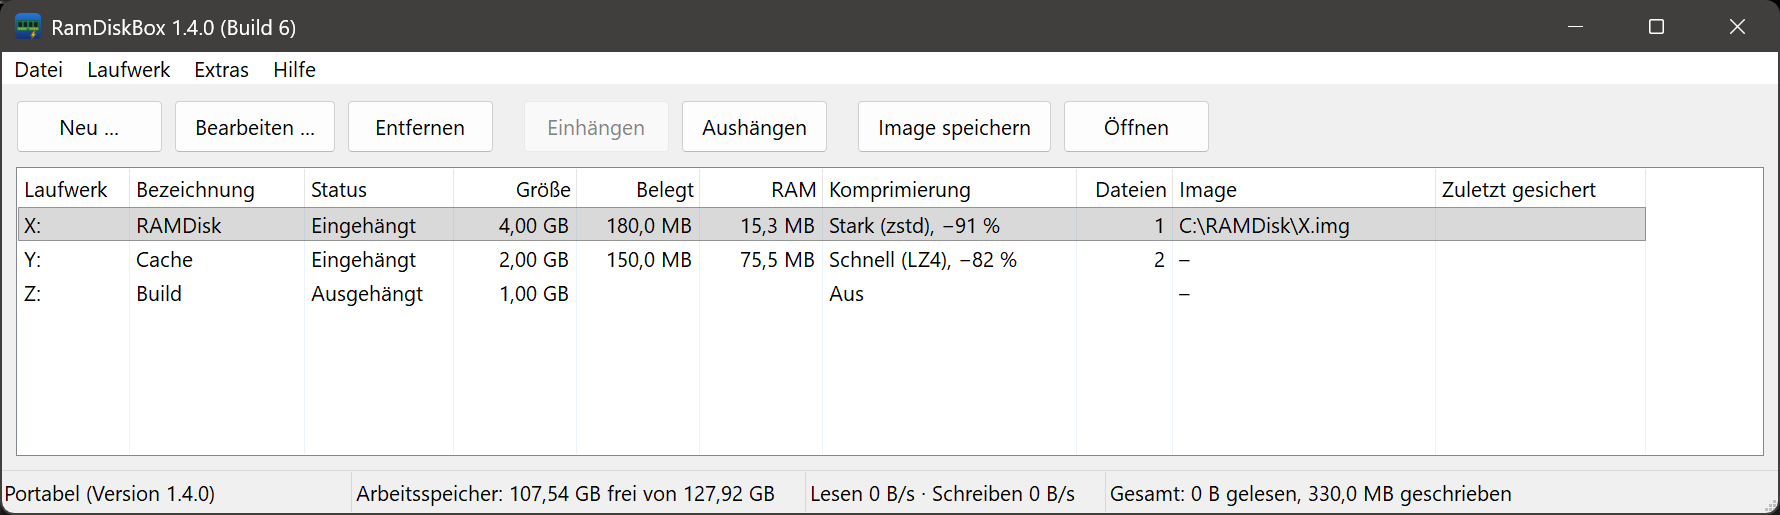 RamDiskBox 1.4.0 (Build 6)
Datei Laufwerk Extras Hilfe
Neu ... Bearbeiten ... Entfernen Einhängen Aushängen Image speichern Öffnen
Laufwerk Bezeichnung Status Größe Belegt RAM Komprimierung Dateien Image Zuletzt gesichert
X: RAMDisk Eingehängt 4,00 GB 180,0 MB 15,3 MB Stark (zstd), −91 % 1 C:\RAMDisk\X.img
Y: Cache Eingehängt 2,00 GB 150,0 MB 75,5 MB Schnell (LZ4), −82 % 2 –
Z: Build Ausgehängt 1,00 GB Aus –
Portabel (Version 1.4.0) Arbeitsspeicher: 107,54 GB frei von 127,92 GB Lesen 0 B/s · Schreiben 0 B/s Gesamt: 0 B gelesen, 330,0 MB geschrieben